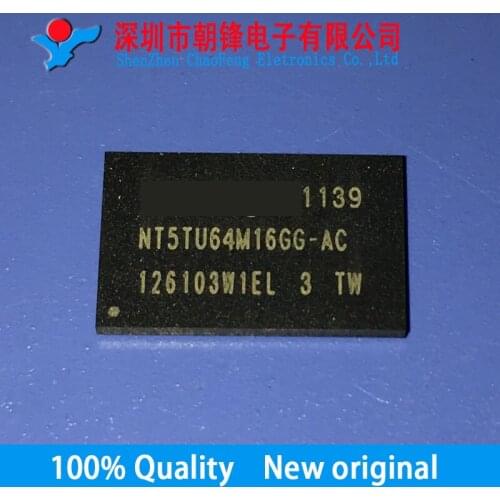 深圳市朝锋电子有限公司
ShenZhen ChaoFeng Eletronics Co., Ltd
1139
NT5TU64M16GG-AC
126103W1EL 3 TW
100% Quality New original